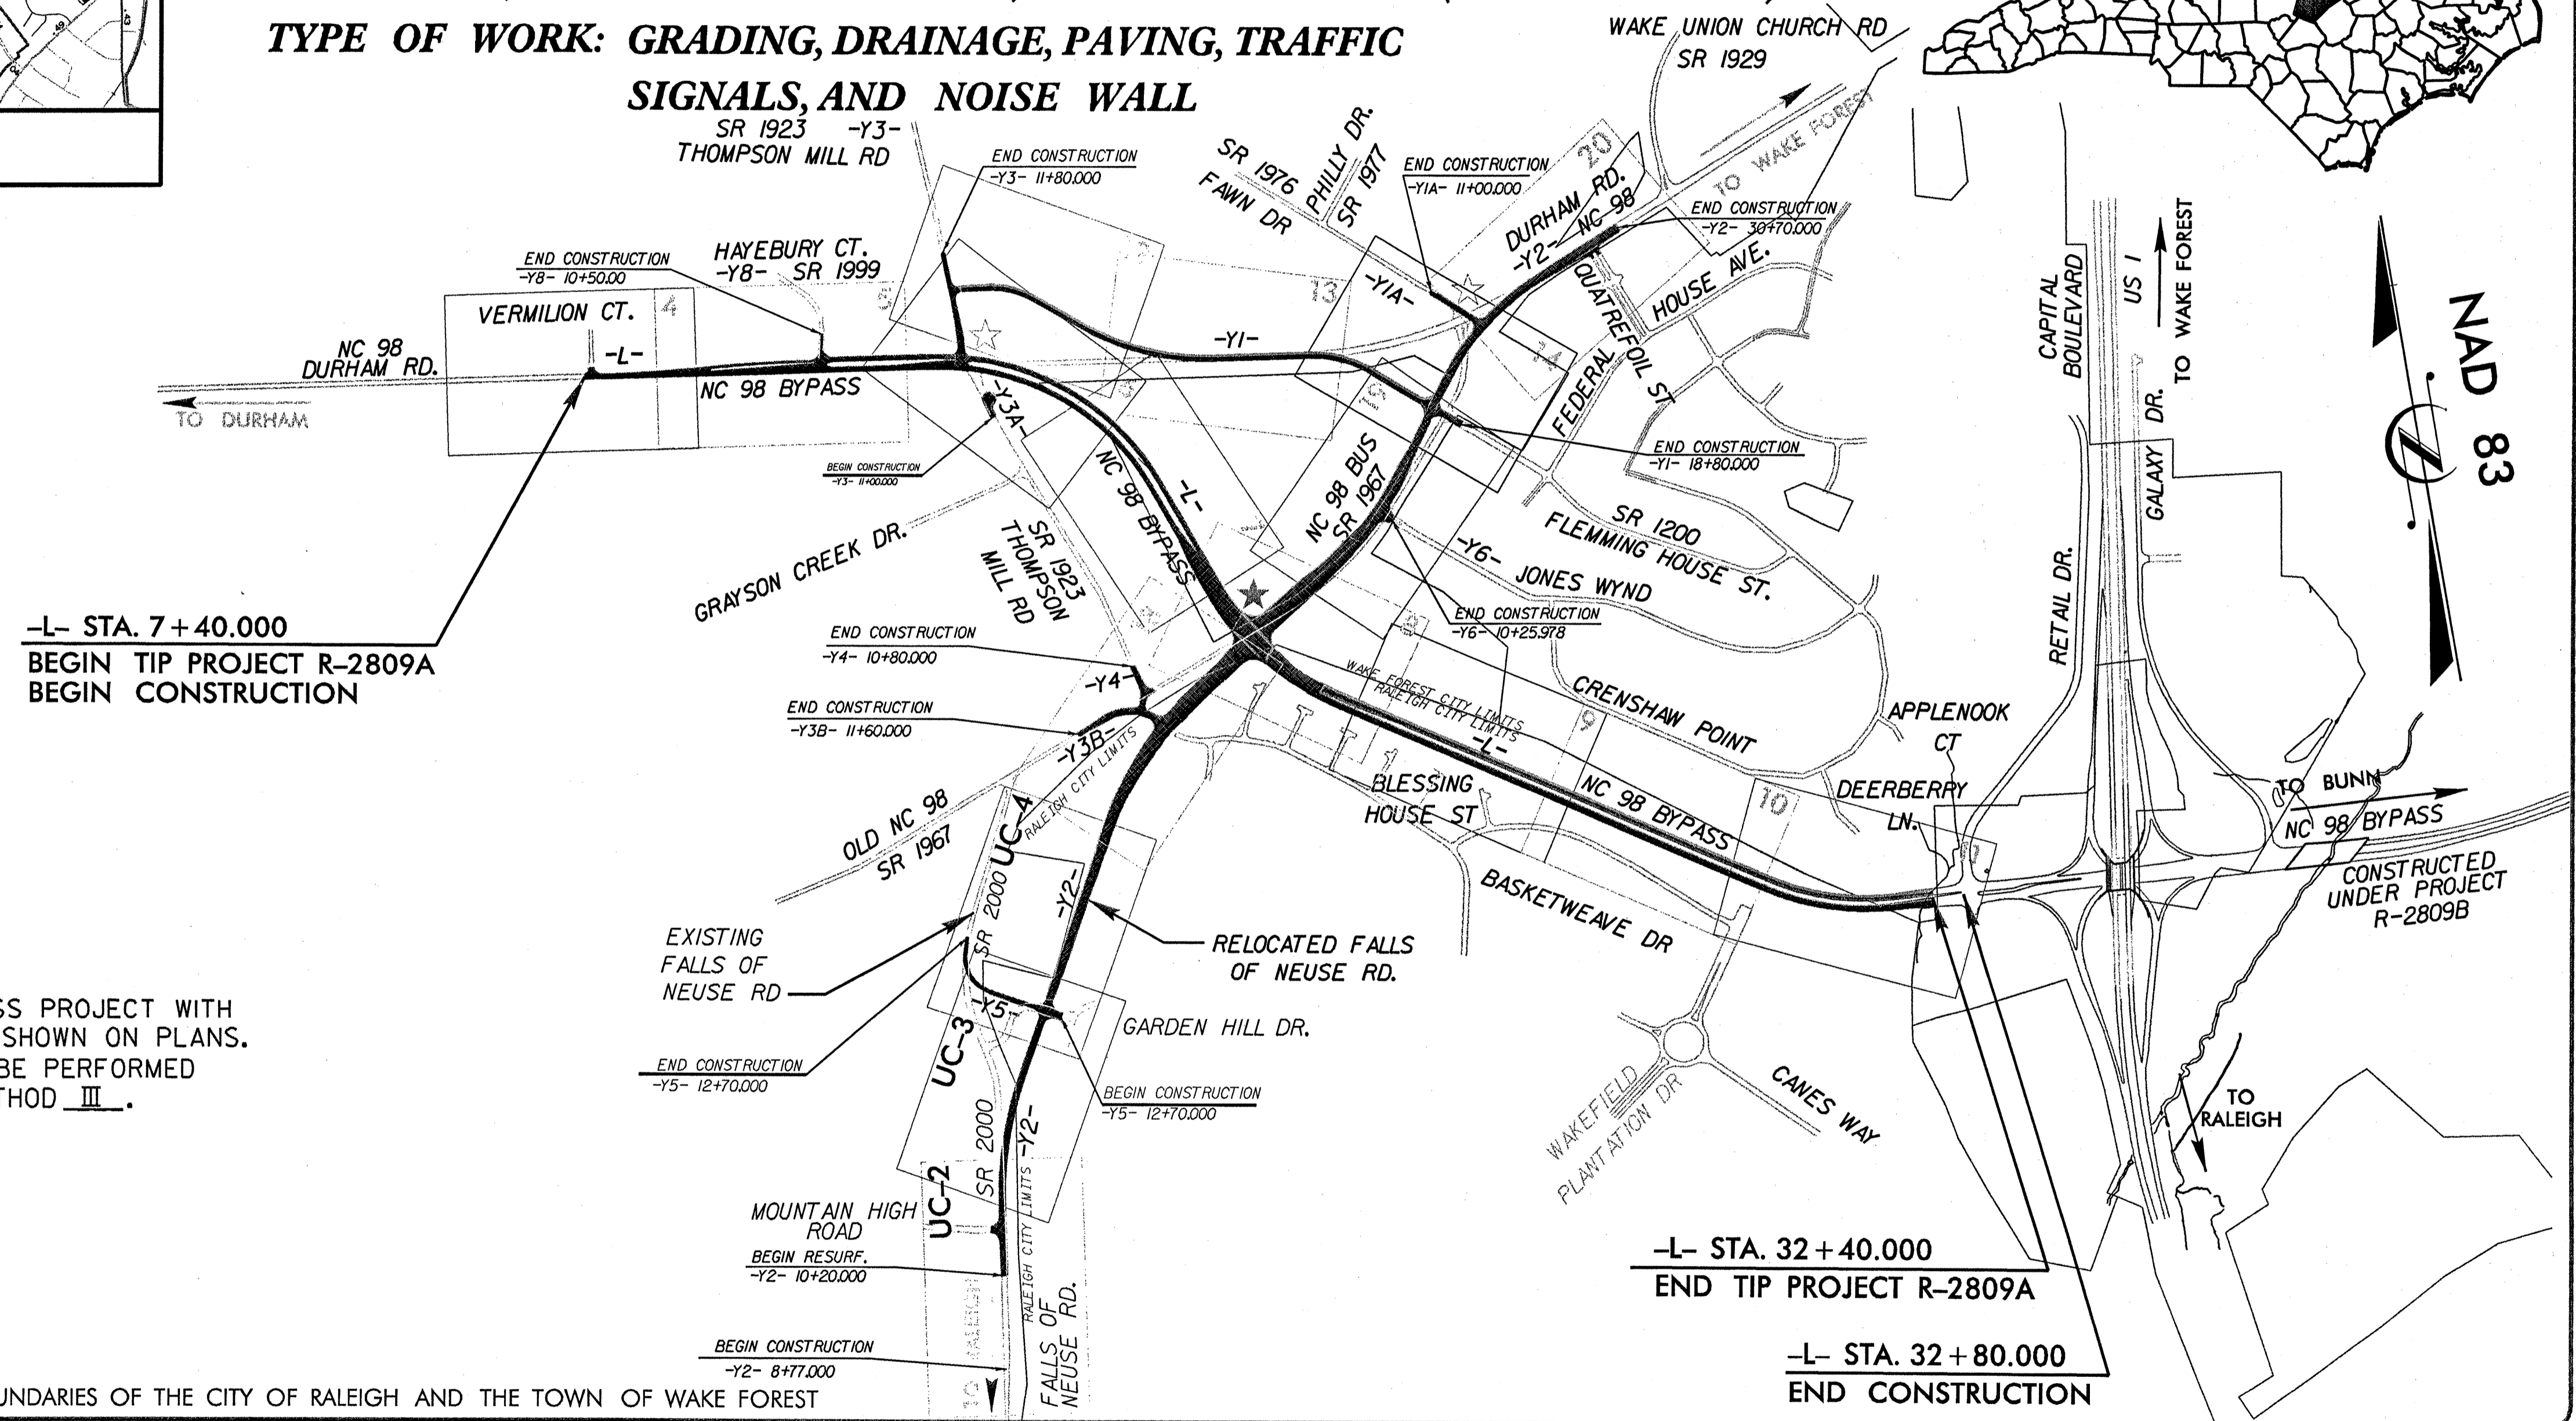 TYPE OF WORK: GRADING, DRAINAGE, PAVING, TRAFFIC
SIGNALS, AND NOISE WALL
WAKE UNION CHURCH RD
SR 1929
SR 1923 -Y3-
THOMPSON MILL RD
END CONSTRUCTION
-Y3- 11+80.000
SR 1976
FAWN DR
PHILLY DR.
SR 1977
END CONSTRUCTION
-Y1A- 11+00.000
20
DURHAM RD.
-Y2- NC 98
TO WAKE FOREST
END CONSTRUCTION
-Y2- 30+70.000
END CONSTRUCTION
-Y8- 10+50.00
HAYEBURY CT.
-Y8- SR 1999
VERMILION CT.
4
5
12
13
-Y1A-
QUATREFOIL ST
HOUSE AVE.
FEDERAL
14
15
CAPITAL
BOULEVARD
US 1
TO WAKE FOREST
NAD 83
NC 98
DURHAM RD.
-L-
NC 98 BYPASS
-Y1-
TO DURHAM
-Y3A-
BEGIN CONSTRUCTION
-Y3- 11+00.000
NC 98 BYPASS
-L-
NC 98 BUS
SR 1967
END CONSTRUCTION
-Y1- 18+80.000
GALAXY DR.
RETAIL DR.
GRAYSON CREEK DR.
SR 1923
THOMPSON
MILL RD
SR 1200
FLEMMING HOUSE ST.
-Y6- JONES WYND
END CONSTRUCTION
-Y6- 10+25.978
-L- STA. 7+40.000
BEGIN TIP PROJECT R-2809A
BEGIN CONSTRUCTION
END CONSTRUCTION
-Y4- 10+80.000
-Y4-
END CONSTRUCTION
-Y3B- 11+60.000
-Y3B-
RALEIGH CITY LIMITS
WAKE FOREST CITY LIMITS
RALEIGH CITY LIMITS
-L-
8
9
10
CRENSHAW POINT
APPLENOOK
CT
DEERBERRY
LN.
NC 98 BYPASS
BLESSING
HOUSE ST
BASKETWEAVE DR
TO BUNN
NC 98 BYPASS
CONSTRUCTED
UNDER PROJECT
R-2809B
OLD NC 98
SR 1967
UC-4
SR 2000
-Y2-
EXISTING
FALLS OF
NEUSE RD
RELOCATED FALLS
OF NEUSE RD.
-Y5-
GARDEN HILL DR.
UC-3
END CONSTRUCTION
-Y5- 12+70.000
BEGIN CONSTRUCTION
-Y5- 12+70.000
SS PROJECT WITH
SHOWN ON PLANS.
BE PERFORMED
THOD III.
SR 2000
-Y2-
UC-2
RALEIGH CITY LIMITS
WAKEFIELD
PLANTATION DR
CANES WAY
TO
RALEIGH
MOUNTAIN HIGH
ROAD
BEGIN RESURF.
-Y2- 10+20.000
TO RALEIGH
FALLS OF
NEUSE RD.
BEGIN CONSTRUCTION
-Y2- 8+77.000
-L- STA. 32+40.000
END TIP PROJECT R-2809A
-L- STA. 32+80.000
END CONSTRUCTION
UNDARIES OF THE CITY OF RALEIGH AND THE TOWN OF WAKE FOREST